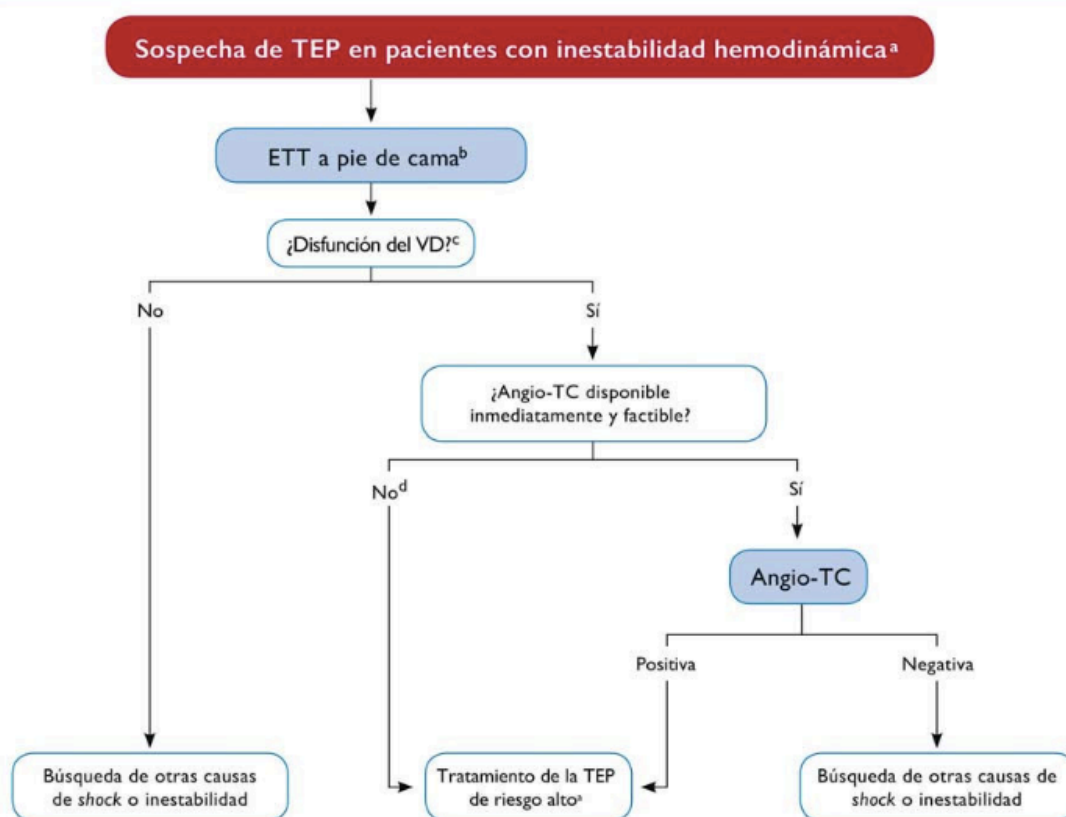 Sospecha de TEP en pacientes con inestabilidad hemodinámicaᵃ
ETT a pie de camaᵇ
¿Disfunción del VD?ᶜ
No
Sí
¿Angio-TC disponible
inmediatamente y factible?
Noᵈ
Sí
Angio-TC
Positiva
Negativa
Búsqueda de otras causas
de shock o inestabilidad
Tratamiento de la TEP
de riesgo altoᵃ
Búsqueda de otras causas de
shock o inestabilidad